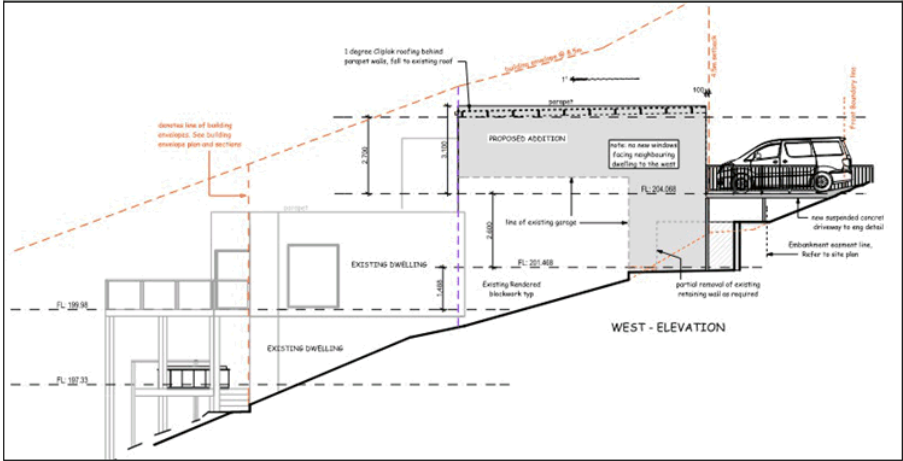 1 degree Cliplok roofing behind
parapet walls, fall to existing roof
building envelope @ 8.5m
1°
4.5m setback
100
Front Boundary line
parapet
denotes line of building
envelopes. See building
envelope plan and sections
2,700
3,100
PROPOSED ADDITION
note: no new windows
facing neighbouring
dwelling to the west
FL: 204.068
parapet
line of existing garage
2,600
new suspended concret
driveway to eng detail
Embankment easement line,
Refer to site plan
EXISTING DWELLING
FL: 201.468
1,488
Existing Rendered
blockwork typ
partial removal of existing
retaining wall as required
FL: 199.98
WEST - ELEVATION
EXISTING DWELLING
FL: 197.33